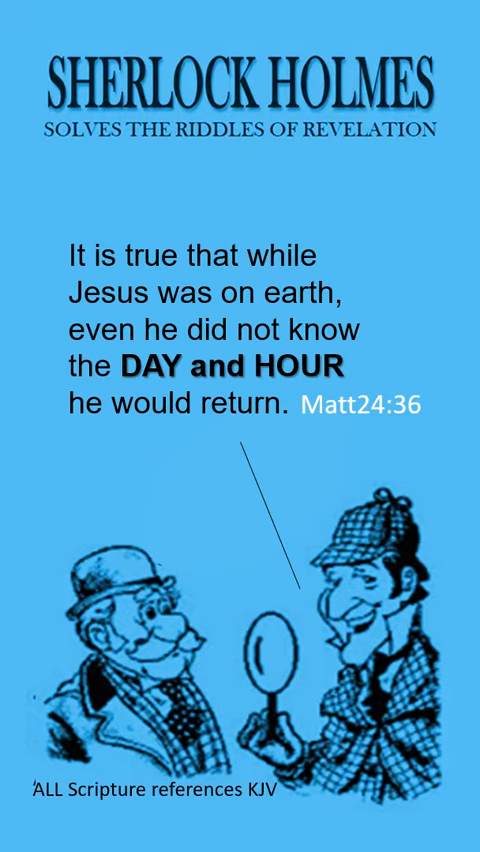 SHERLOCK HOLMES
SOLVES THE RIDDLES OF REVELATION
It is true that while
Jesus was on earth,
even he did not know
the DAY and HOUR
he would return. Matt24:36
ALL Scripture references KJV